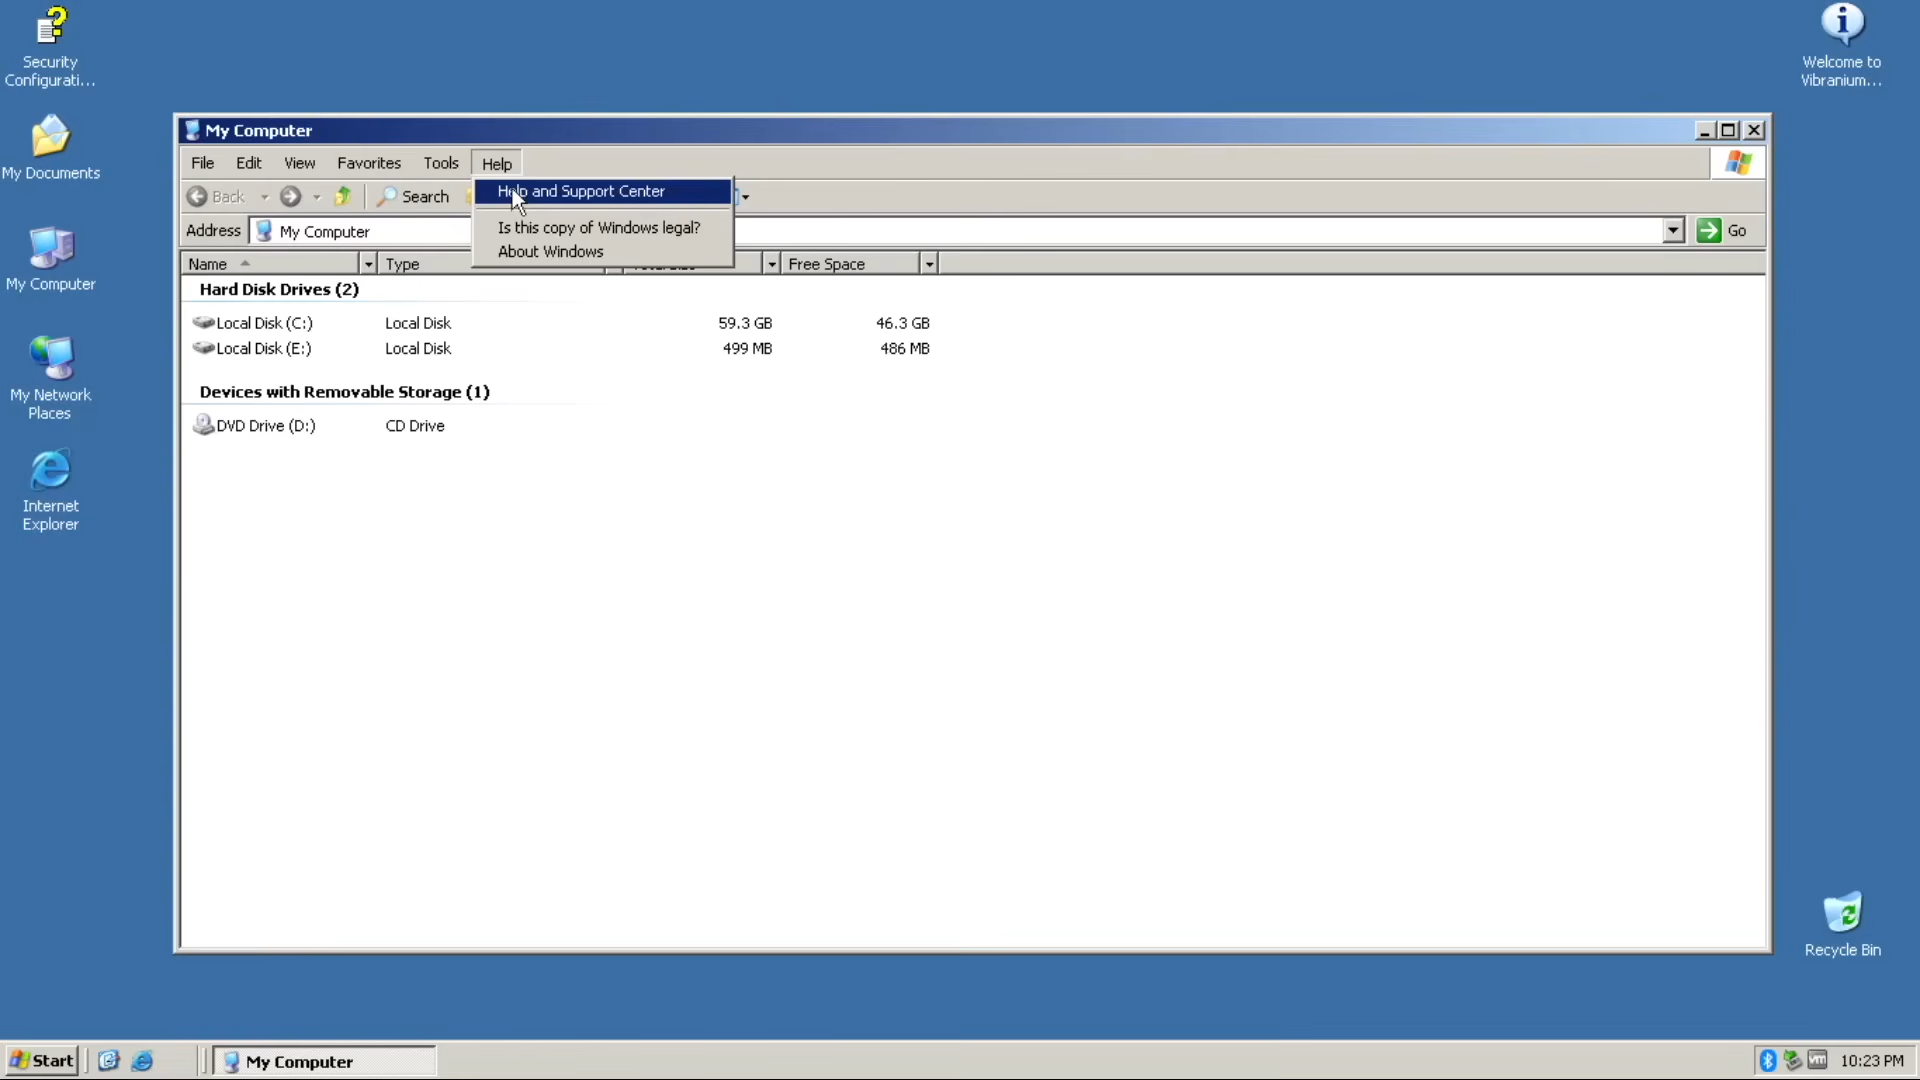 Security
Configurati...
My Documents
My Computer
My Network
Places
Internet
Explorer
Welcome to
Vibranium...
My Computer
File Edit View Favorites Tools Help
Back Search
Help and Support Center
Is this copy of Windows legal?
About Windows
Address My Computer Go
Name Type Free Space
Hard Disk Drives (2)
Local Disk (C:) Local Disk 59.3 GB 46.3 GB
Local Disk (E:) Local Disk 499 MB 486 MB
Devices with Removable Storage (1)
DVD Drive (D:) CD Drive
Recycle Bin
Start My Computer 10:23 PM